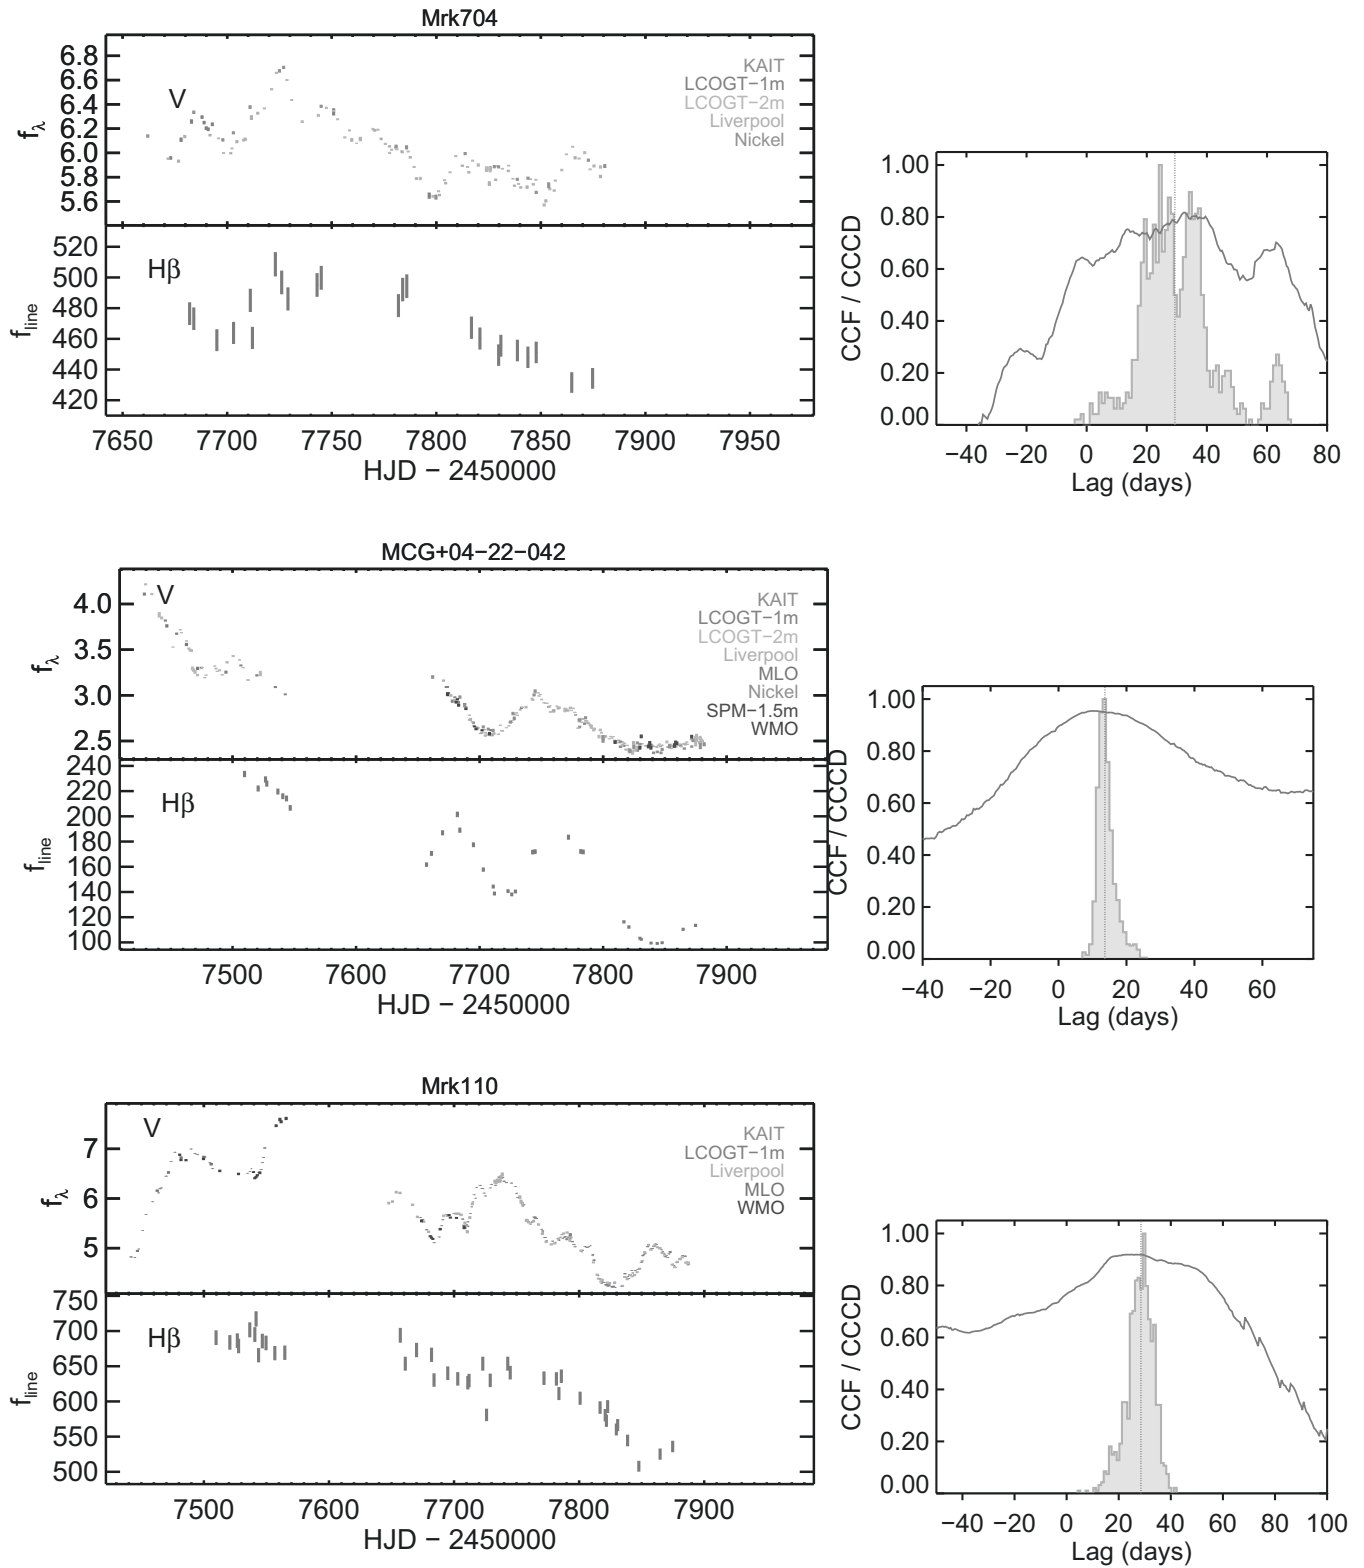 Mrk704
6.8
6.6
6.4
6.2
6.0
5.8
5.6
fλ
V
KAIT
LCOGT−1m
LCOGT−2m
Liverpool
Nickel
520
500
480
460
440
420
fline
Hβ
7650 7700 7750 7800 7850 7900 7950
HJD − 2450000
1.00
0.80
0.60
0.40
0.20
0.00
CCF / CCCD
−40 −20 0 20 40 60 80
Lag (days)
MCG+04−22−042
4.0
3.5
3.0
2.5
fλ
V
KAIT
LCOGT−1m
LCOGT−2m
Liverpool
MLO
Nickel
SPM−1.5m
WMO
240
220
200
180
160
140
120
100
fline
Hβ
7500 7600 7700 7800 7900
HJD − 2450000
1.00
0.80
0.60
0.40
0.20
0.00
CCF / CCCD
−40 −20 0 20 40 60
Lag (days)
Mrk110
7
6
5
fλ
V
KAIT
LCOGT−1m
Liverpool
MLO
WMO
750
700
650
600
550
500
fline
Hβ
7500 7600 7700 7800 7900
HJD − 2450000
1.00
0.80
0.60
0.40
0.20
0.00
CCF / CCCD
−40 −20 0 20 40 60 80 100
Lag (days)